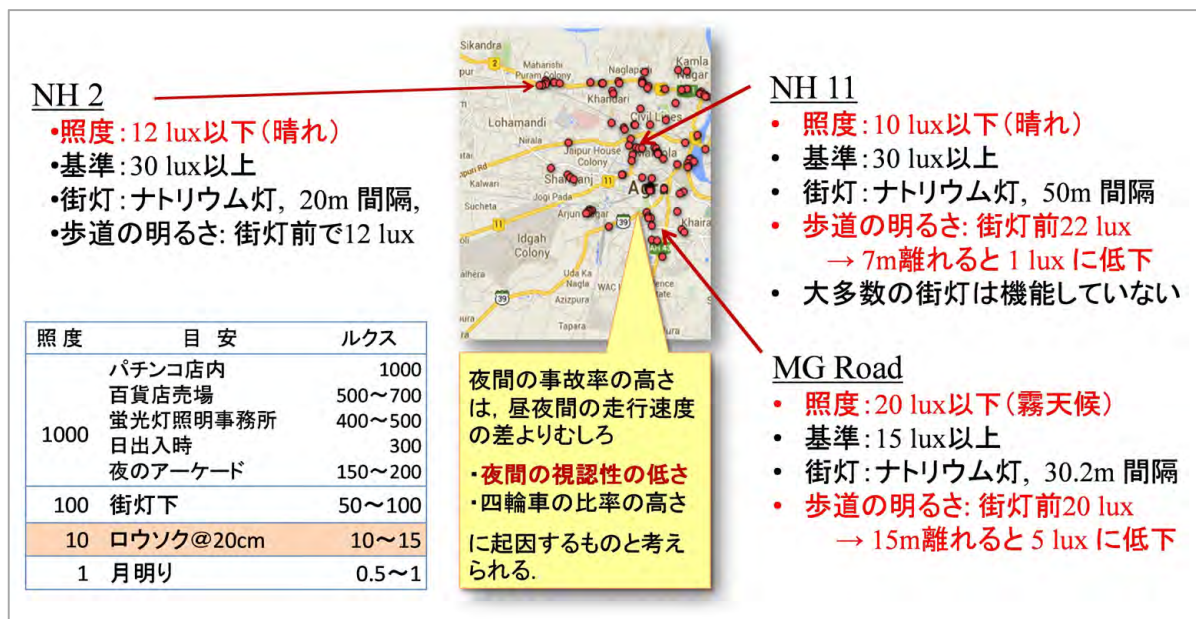 NH 2
•照度：12 lux以下（晴れ）
•基準：30 lux以上
•街灯：ナトリウム灯, 20m 間隔,
•歩道の明るさ: 街灯前で12 lux
照度 目安 ルクス
1000
パチンコ店内 1000
百貨店売場 500～700
蛍光灯照明事務所 400～500
日出入時 300
夜のアーケード 150～200
100 街灯下 50～100
10 ロウソク@20cm 10～15
1 月明り 0.5～1
Sikandra
2
Maharishi
Puram Colony
Naglapadi
Kamla
Nagar
Khandari
Civil Lines
Lohamandi
Nirala
Jaipur House
Colony
Kalwari
11
Jogi Pada
Sucheta
Arjun Nagar
11
39
Khaira
Idgah
Colony
Uda Ka
Nagla
Azizpura
39
Tapara
夜間の事故率の高さ
は，昼夜間の走行速度
の差よりむしろ
・夜間の視認性の低さ
・四輪車の比率の高さ
に起因するものと考え
られる.
NH 11
• 照度：10 lux以下（晴れ）
• 基準：30 lux以上
• 街灯：ナトリウム灯, 50m 間隔
• 歩道の明るさ: 街灯前22 lux
→ 7m離れると 1 lux に低下
• 大多数の街灯は機能していない
MG Road
• 照度：20 lux以下（霧天候）
• 基準：15 lux以上
• 街灯：ナトリウム灯, 30.2m 間隔
• 歩道の明るさ: 街灯前20 lux
→ 15m離れると 5 lux に低下